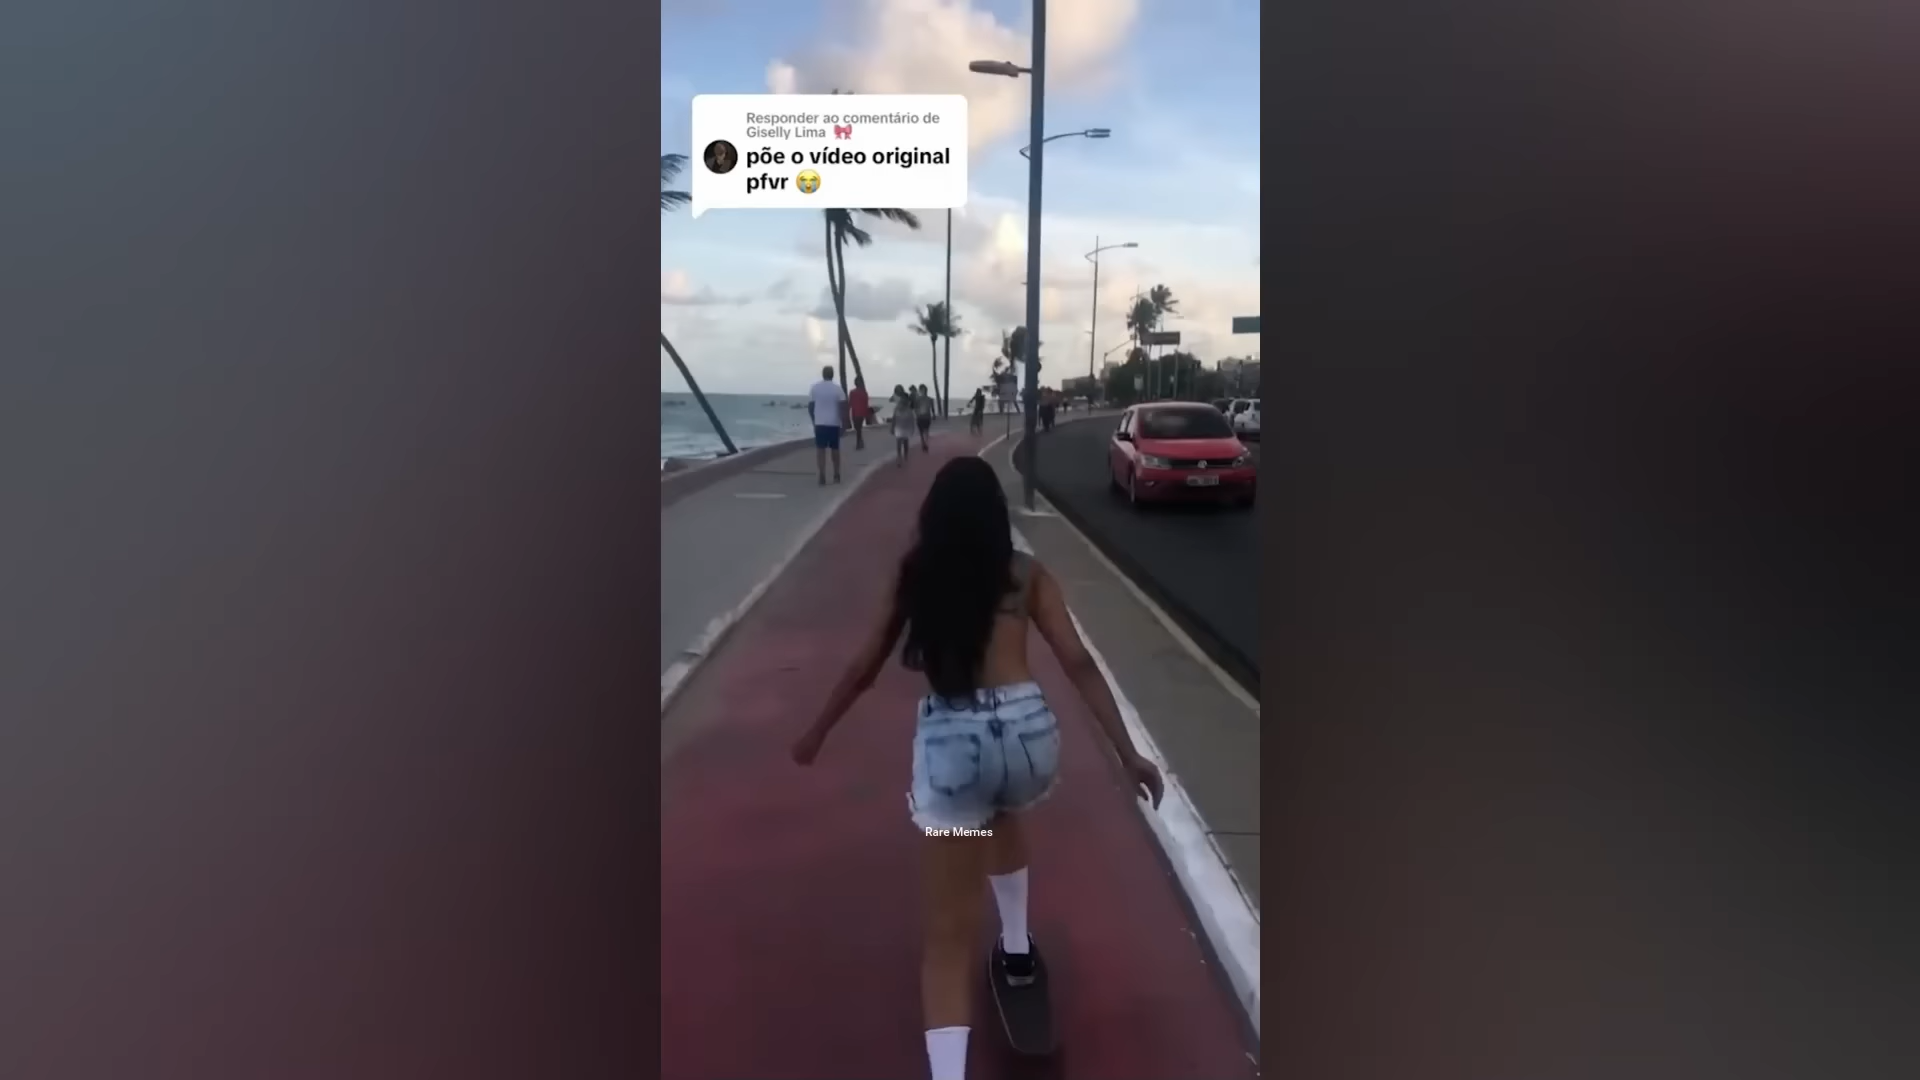 Responder ao comentário de
Giselly Lima 🎀
põe o vídeo original
pfvr 😭
Rare Memes